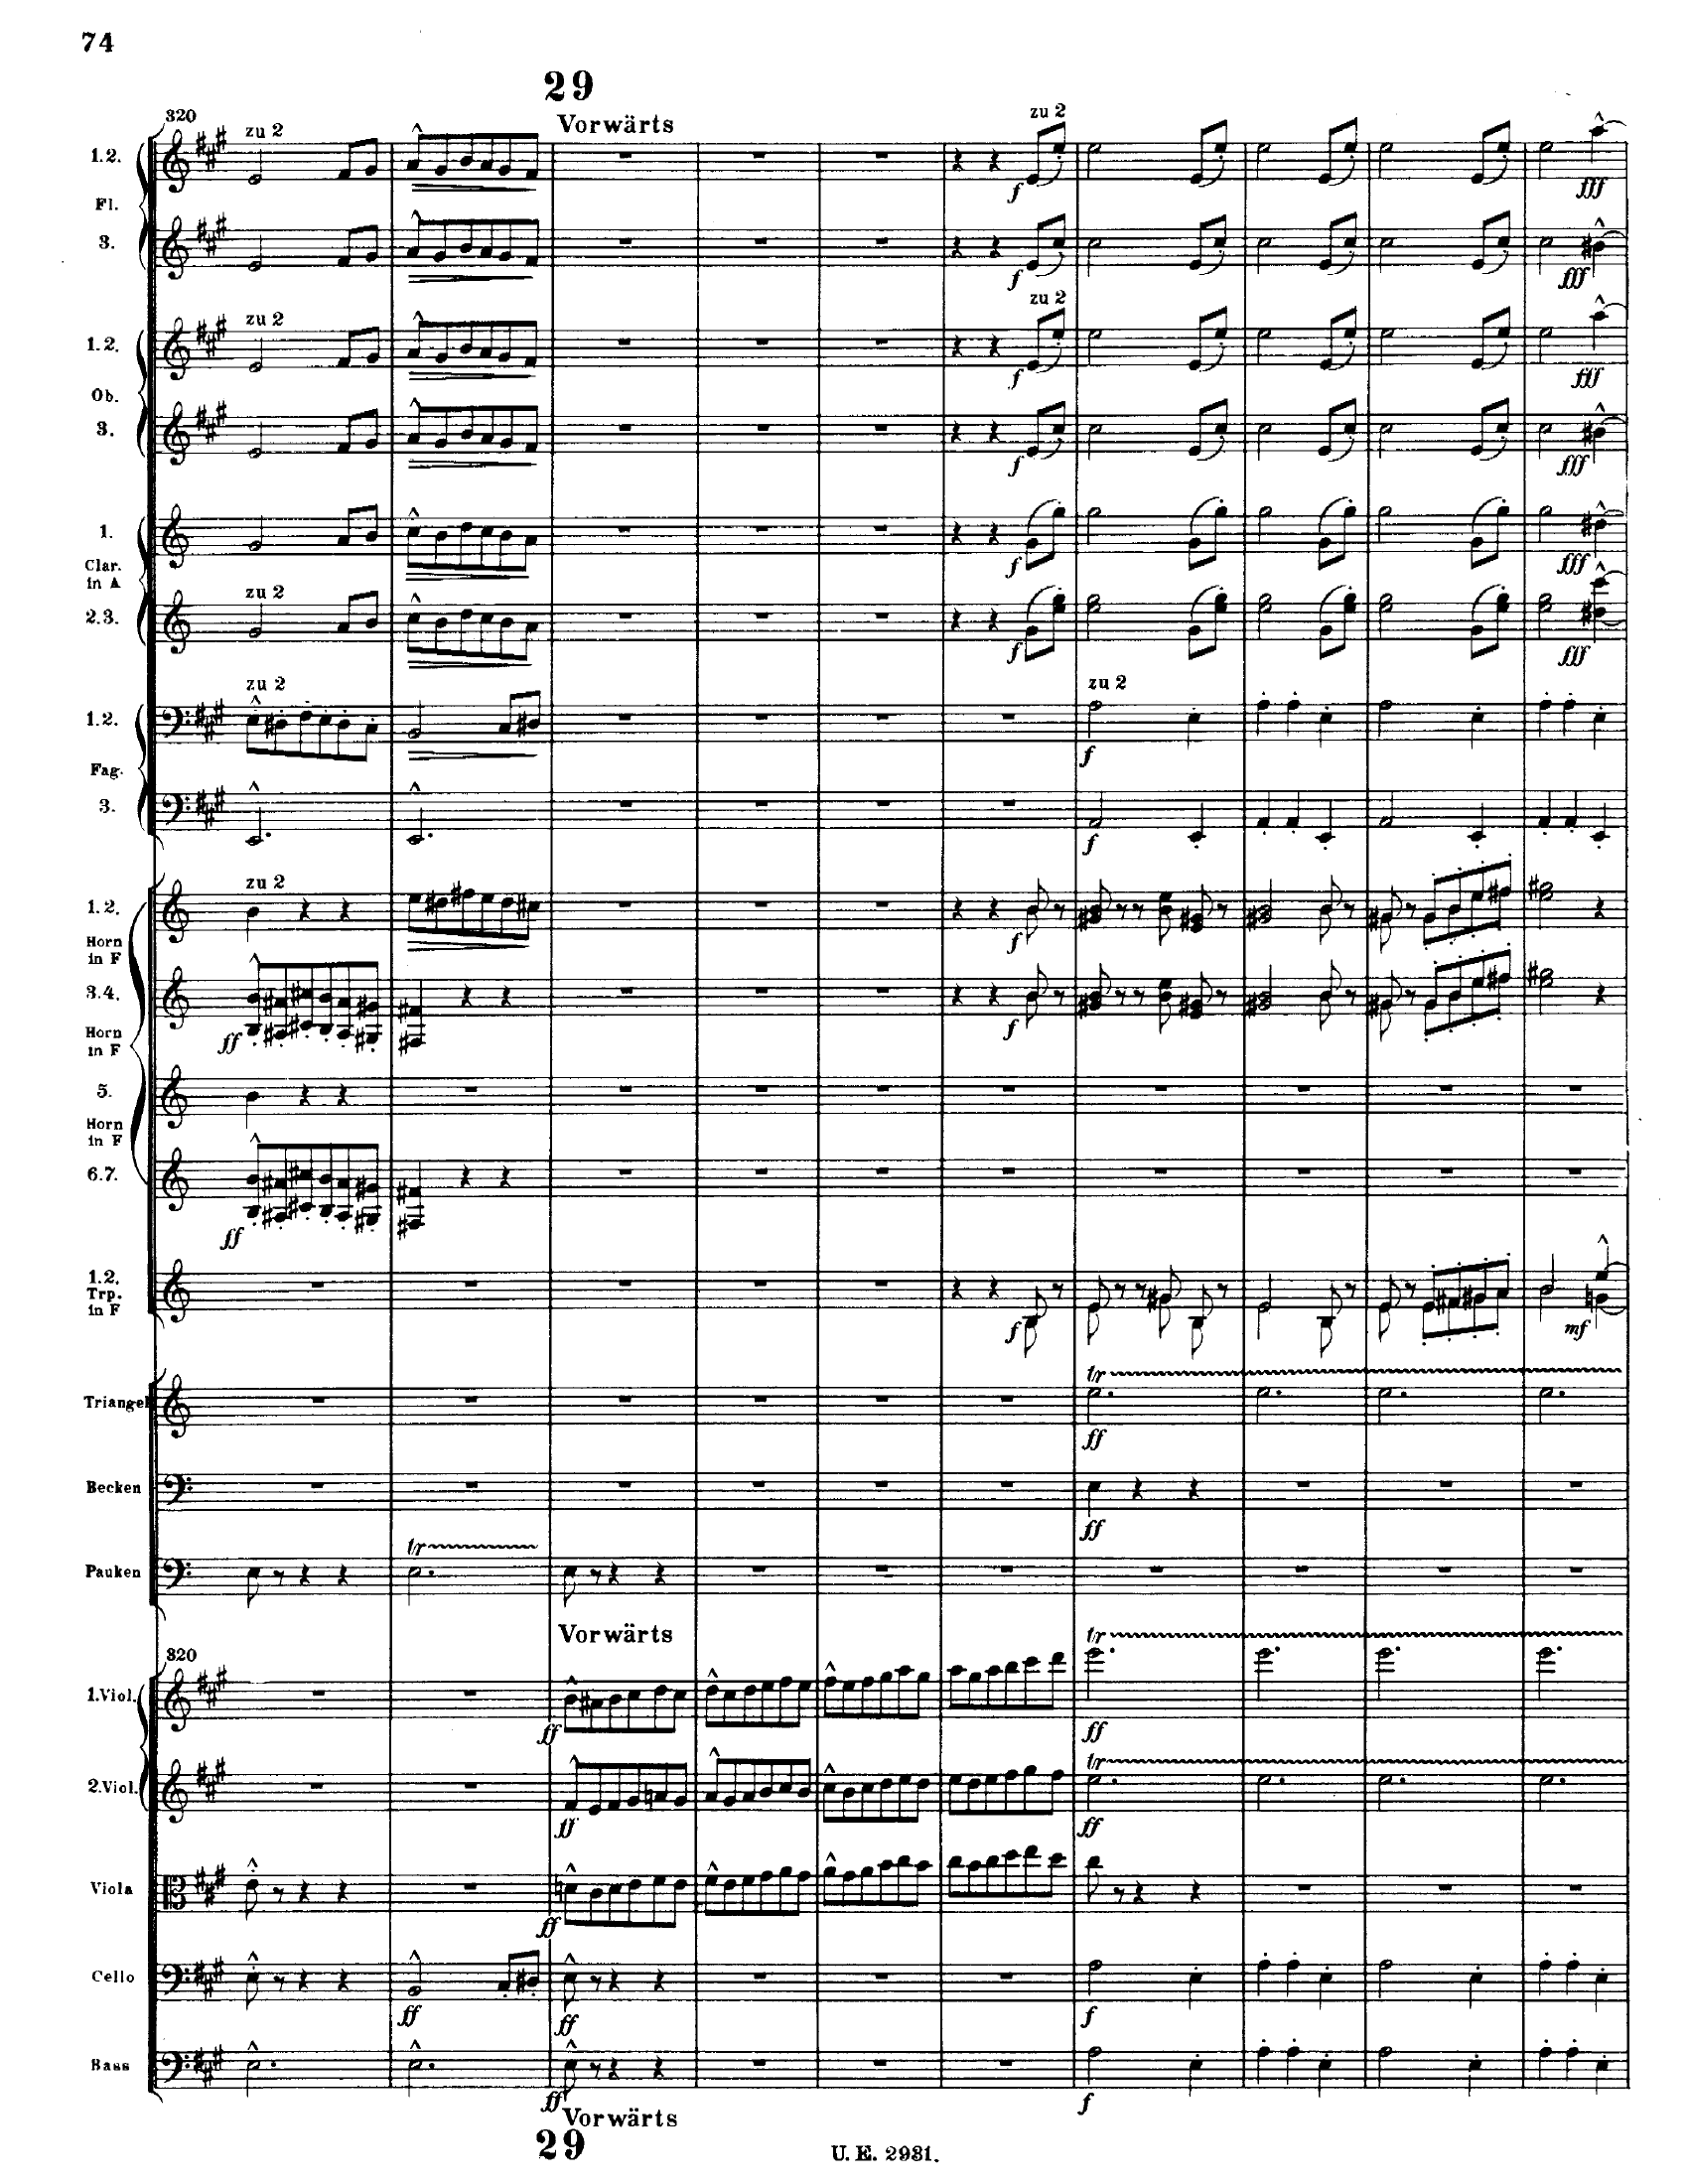 74
29
320
Vorwärts
zu 2
zu 2
1.2.
Fl.
3.
f
fff
f
fff
zu 2
zu 2
1.2.
Ob.
3.
f
fff
f
fff
1.
Clar.
in A
f
fff
zu 2
2.3.
f
fff
zu 2
zu 2
1.2.
f
Fag.
3.
f
zu 2
1.2.
f
Horn
in F
3.4.
ff
f
Horn
in F
5.
Horn
in F
6.7.
ff
1.2.
Trp.
in F
f
mf
tr
Triangel
ff
Becken
ff
tr
Pauken
Vorwärts
320
tr
1.Viol.
ff
ff
tr
2.Viol.
ff
ff
Viola
ff
Cello
ff
ff
f
Bass
ff
f
Vorwärts
29
U. E. 2931.